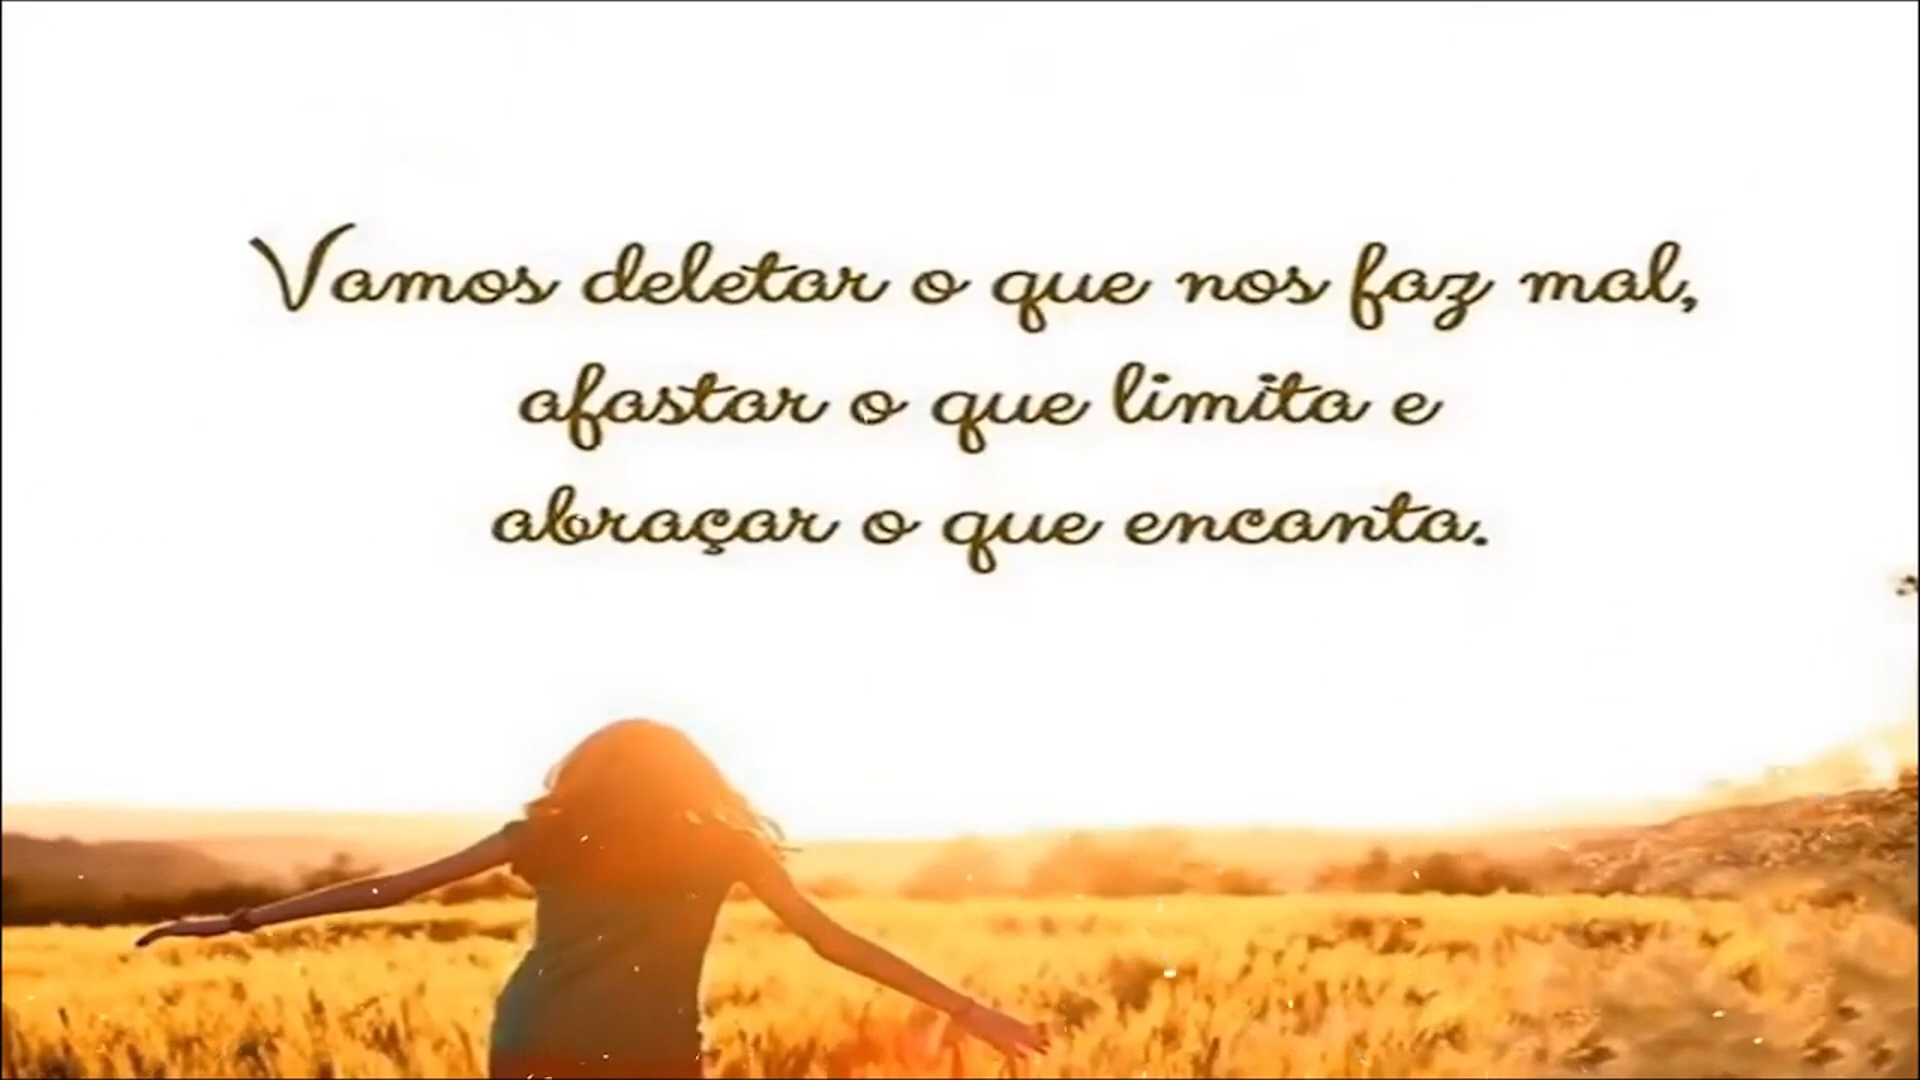 Vamos deletar o que nos faz mal,
afastar o que limita e
abraçar o que encanta.